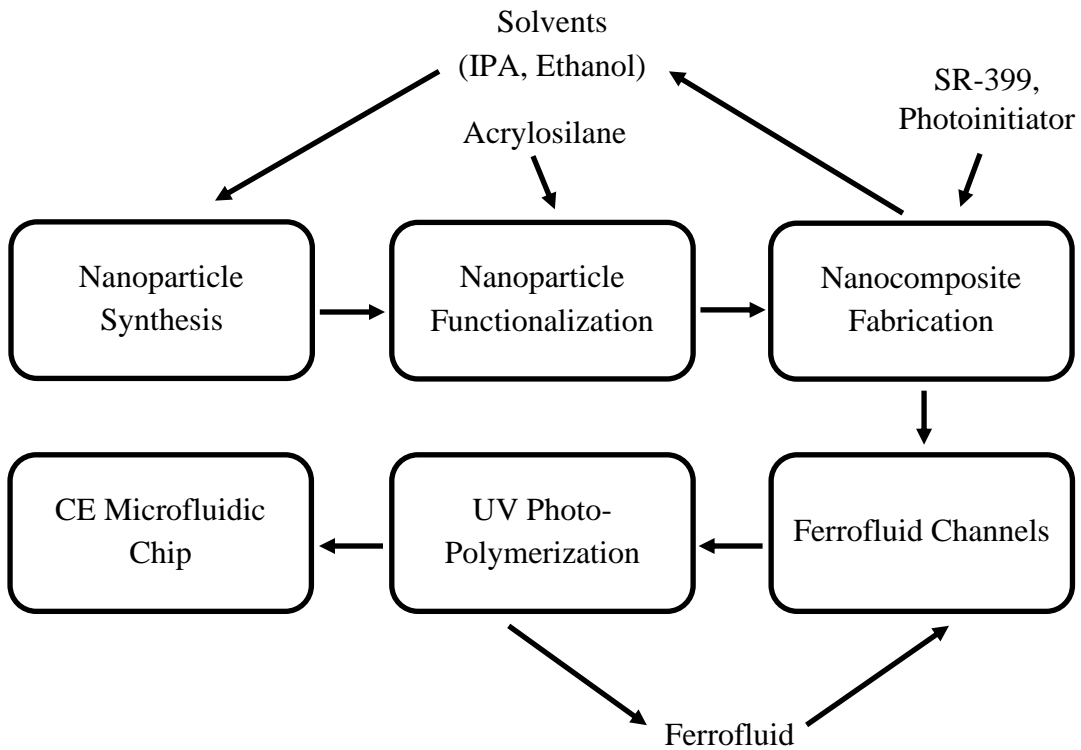 Solvents
(IPA, Ethanol)
SR-399,
Photoinitiator
Acrylosilane
Nanoparticle
Synthesis
Nanoparticle
Functionalization
Nanocomposite
Fabrication
CE Microfluidic
Chip
UV Photo-
Polymerization
Ferrofluid Channels
Ferrofluid